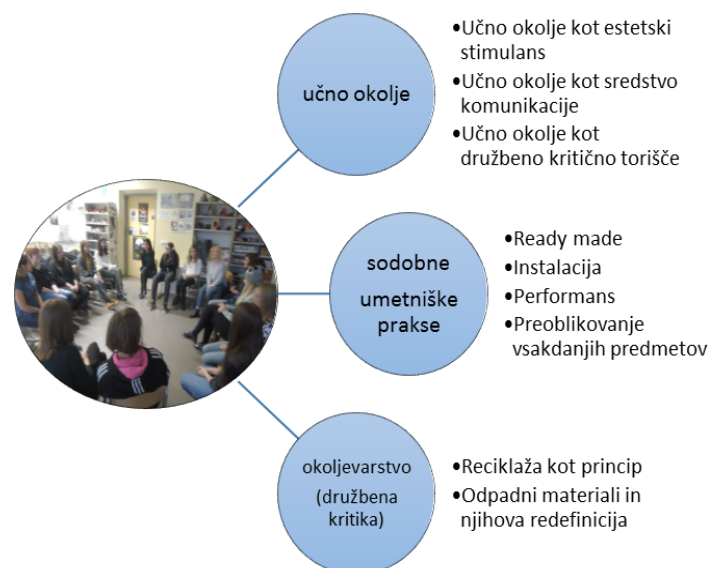 učno okolje
•Učno okolje kot estetski
stimulans
•Učno okolje kot sredstvo
komunikacije
•Učno okolje kot
družbeno kritično torišče
sodobne
umetniške
prakse
•Ready made
•Instalacija
•Performans
•Preoblikovanje
vsakdanjih predmetov
okoljevarstvo
(družbena
kritika)
•Reciklaža kot princip
•Odpadni materiali in
njihova redefinicija